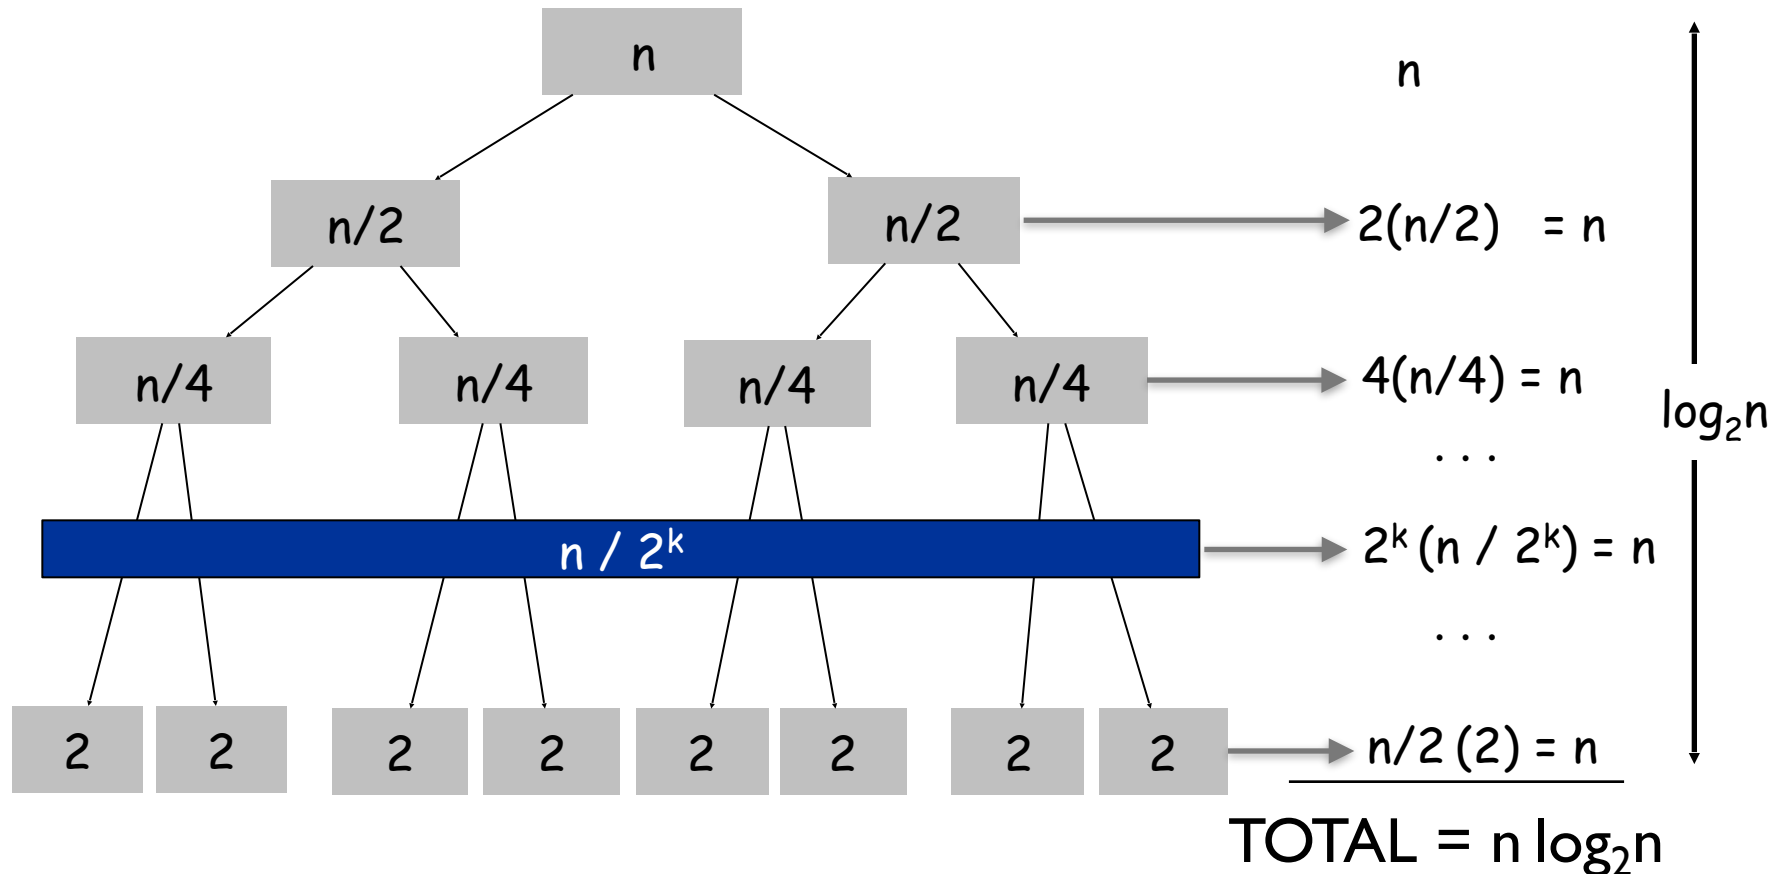 n n
n/2 n/2 2(n/2) = n
n/4 n/4 n/4 n/4 4(n/4) = n
log₂n
. . .
n / 2ᵏ 2ᵏ (n / 2ᵏ) = n
. . .
2 2 2 2 2 2 2 2 n/2 (2) = n
TOTAL = n log₂n